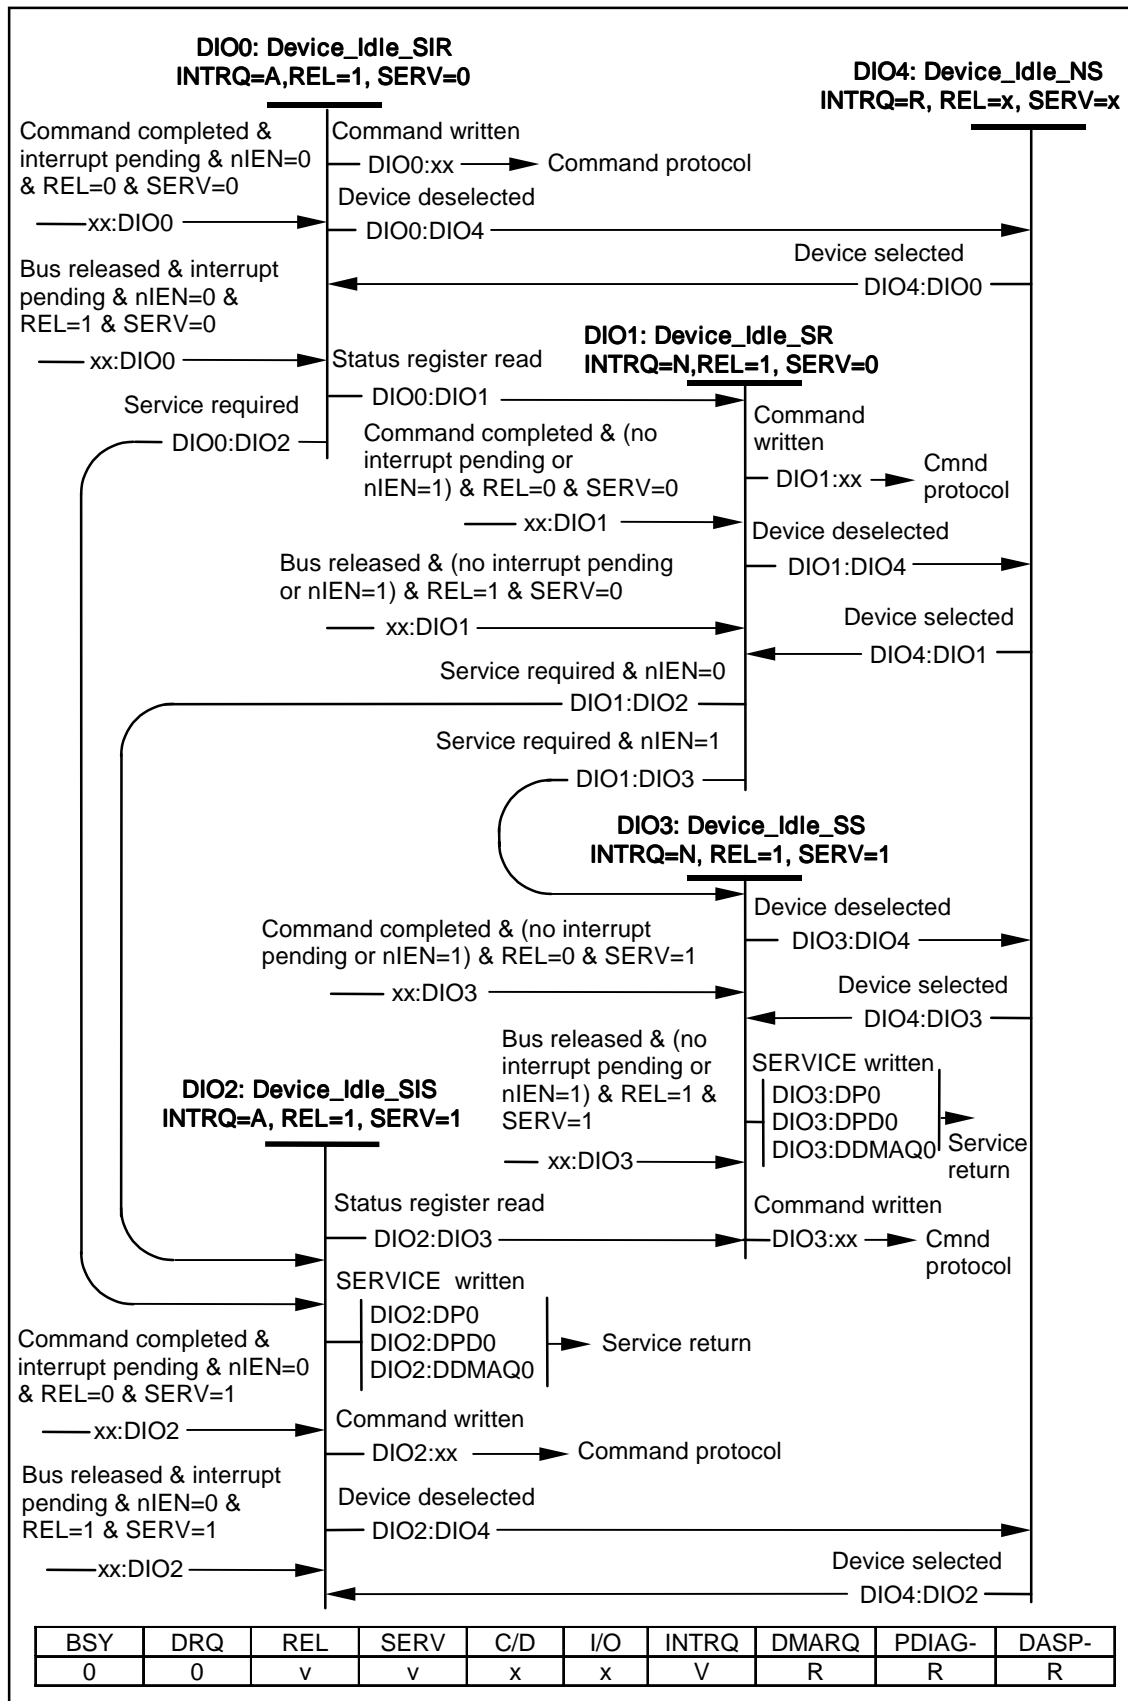 DIO0: Device_Idle_SIR
INTRQ=A,REL=1, SERV=0
DIO4: Device_Idle_NS
INTRQ=R, REL=x, SERV=x
Command completed &
interrupt pending & nIEN=0
& REL=0 & SERV=0
xx:DIO0
Command written
DIO0:xx
Command protocol
Device deselected
DIO0:DIO4
Device selected
DIO4:DIO0
Bus released & interrupt
pending & nIEN=0 &
REL=1 & SERV=0
xx:DIO0
DIO1: Device_Idle_SR
INTRQ=N,REL=1, SERV=0
Status register read
DIO0:DIO1
Service required
DIO0:DIO2
Command
written
DIO1:xx
Cmnd
protocol
Command completed & (no
interrupt pending or
nIEN=1) & REL=0 & SERV=0
xx:DIO1
Device deselected
DIO1:DIO4
Bus released & (no interrupt pending
or nIEN=1) & REL=1 & SERV=0
xx:DIO1
Device selected
DIO4:DIO1
Service required & nIEN=0
DIO1:DIO2
Service required & nIEN=1
DIO1:DIO3
DIO3: Device_Idle_SS
INTRQ=N, REL=1, SERV=1
Device deselected
DIO3:DIO4
Command completed & (no interrupt
pending or nIEN=1) & REL=0 & SERV=1
xx:DIO3
Device selected
DIO4:DIO3
Bus released & (no
interrupt pending or
nIEN=1) & REL=1 &
SERV=1
xx:DIO3
SERVICE written
DIO3:DP0
DIO3:DPD0
DIO3:DDMAQ0
Service
return
DIO2: Device_Idle_SIS
INTRQ=A, REL=1, SERV=1
Status register read
DIO2:DIO3
Command written
DIO3:xx
Cmnd
protocol
SERVICE written
DIO2:DP0
DIO2:DPD0
DIO2:DDMAQ0
Service return
Command completed &
interrupt pending & nIEN=0
& REL=0 & SERV=1
xx:DIO2
Command written
DIO2:xx
Command protocol
Bus released & interrupt
pending & nIEN=0 &
REL=1 & SERV=1
xx:DIO2
Device deselected
DIO2:DIO4
Device selected
DIO4:DIO2
BSY DRQ REL SERV C/D I/O INTRQ DMARQ PDIAG- DASP-
0 0 v v x x V R R R